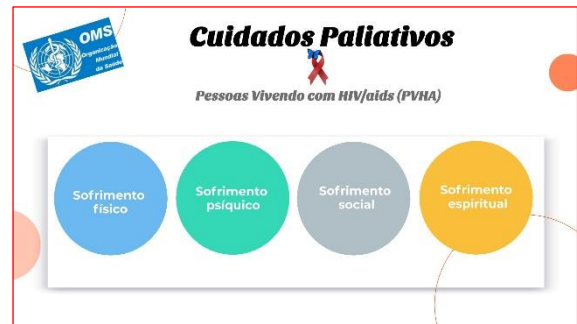 OMS
Organização
Mundial
da Saúde
Cuidados Paliativos
Pessoas Vivendo com HIV/aids (PVHA)
Sofrimento
físico
Sofrimento
psíquico
Sofrimento
social
Sofrimento
espiritual